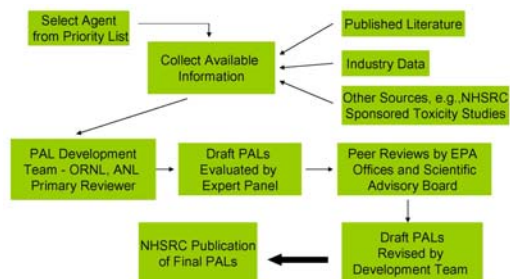 Select Agent
from Priority List
Published Literature
Collect Available
Information
Industry Data
Other Sources, e.g.,NHSRC
Sponsored Toxicity Studies
PAL Development
Team - ORNL, ANL
Primary Reviewer
Draft PALs
Evaluated by
Expert Panel
Peer Reviews by EPA
Offices and Scientific
Advisory Board
Draft PALs
Revised by
Development Team
NHSRC Publication
of Final PALs